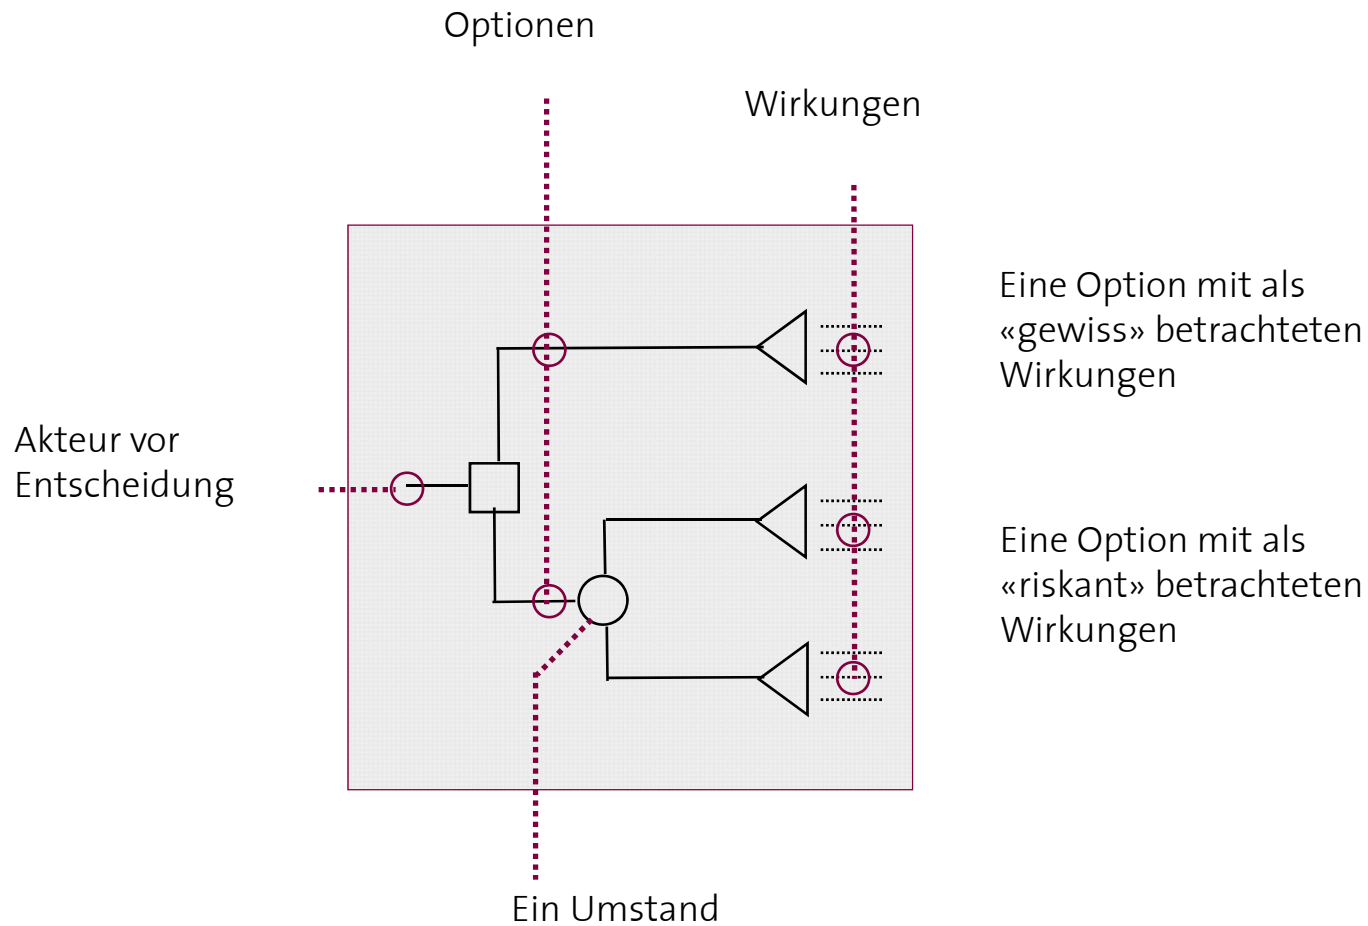 Optionen
Wirkungen
Eine Option mit als
«gewiss» betrachteten
Wirkungen
Akteur vor
Entscheidung
Eine Option mit als
«riskant» betrachteten
Wirkungen
Ein Umstand